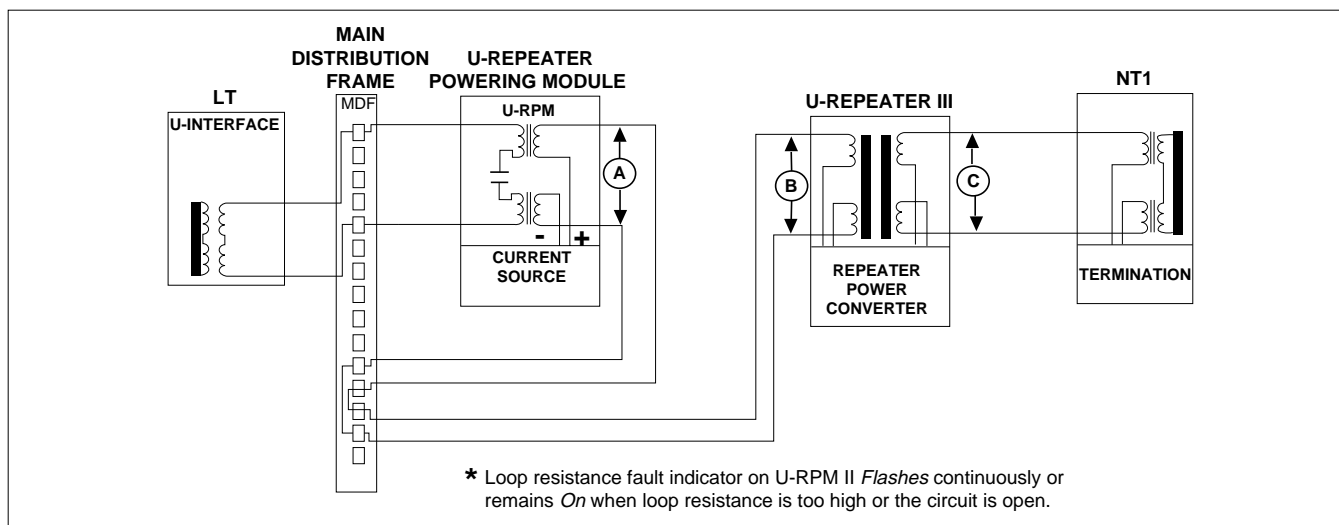 MAIN
DISTRIBUTION
FRAME
U-REPEATER
POWERING MODULE
LT
U-REPEATER III
NT1
U-INTERFACE
MDF
U-RPM
A
B
C
- +
CURRENT
SOURCE
REPEATER
POWER
CONVERTER
TERMINATION
* Loop resistance fault indicator on U-RPM II Flashes continuously or
remains On when loop resistance is too high or the circuit is open.